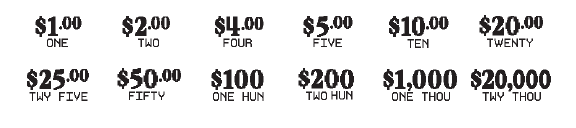 $1.00 $2.00 $4.00 $5.00 $10.00 $20.00
ONE TWO FOUR FIVE TEN TWENTY
$25.00 $50.00 $100 $200 $1,000 $20,000
TWY FIVE FIFTY ONE HUN TWO HUN ONE THOU TWY THOU